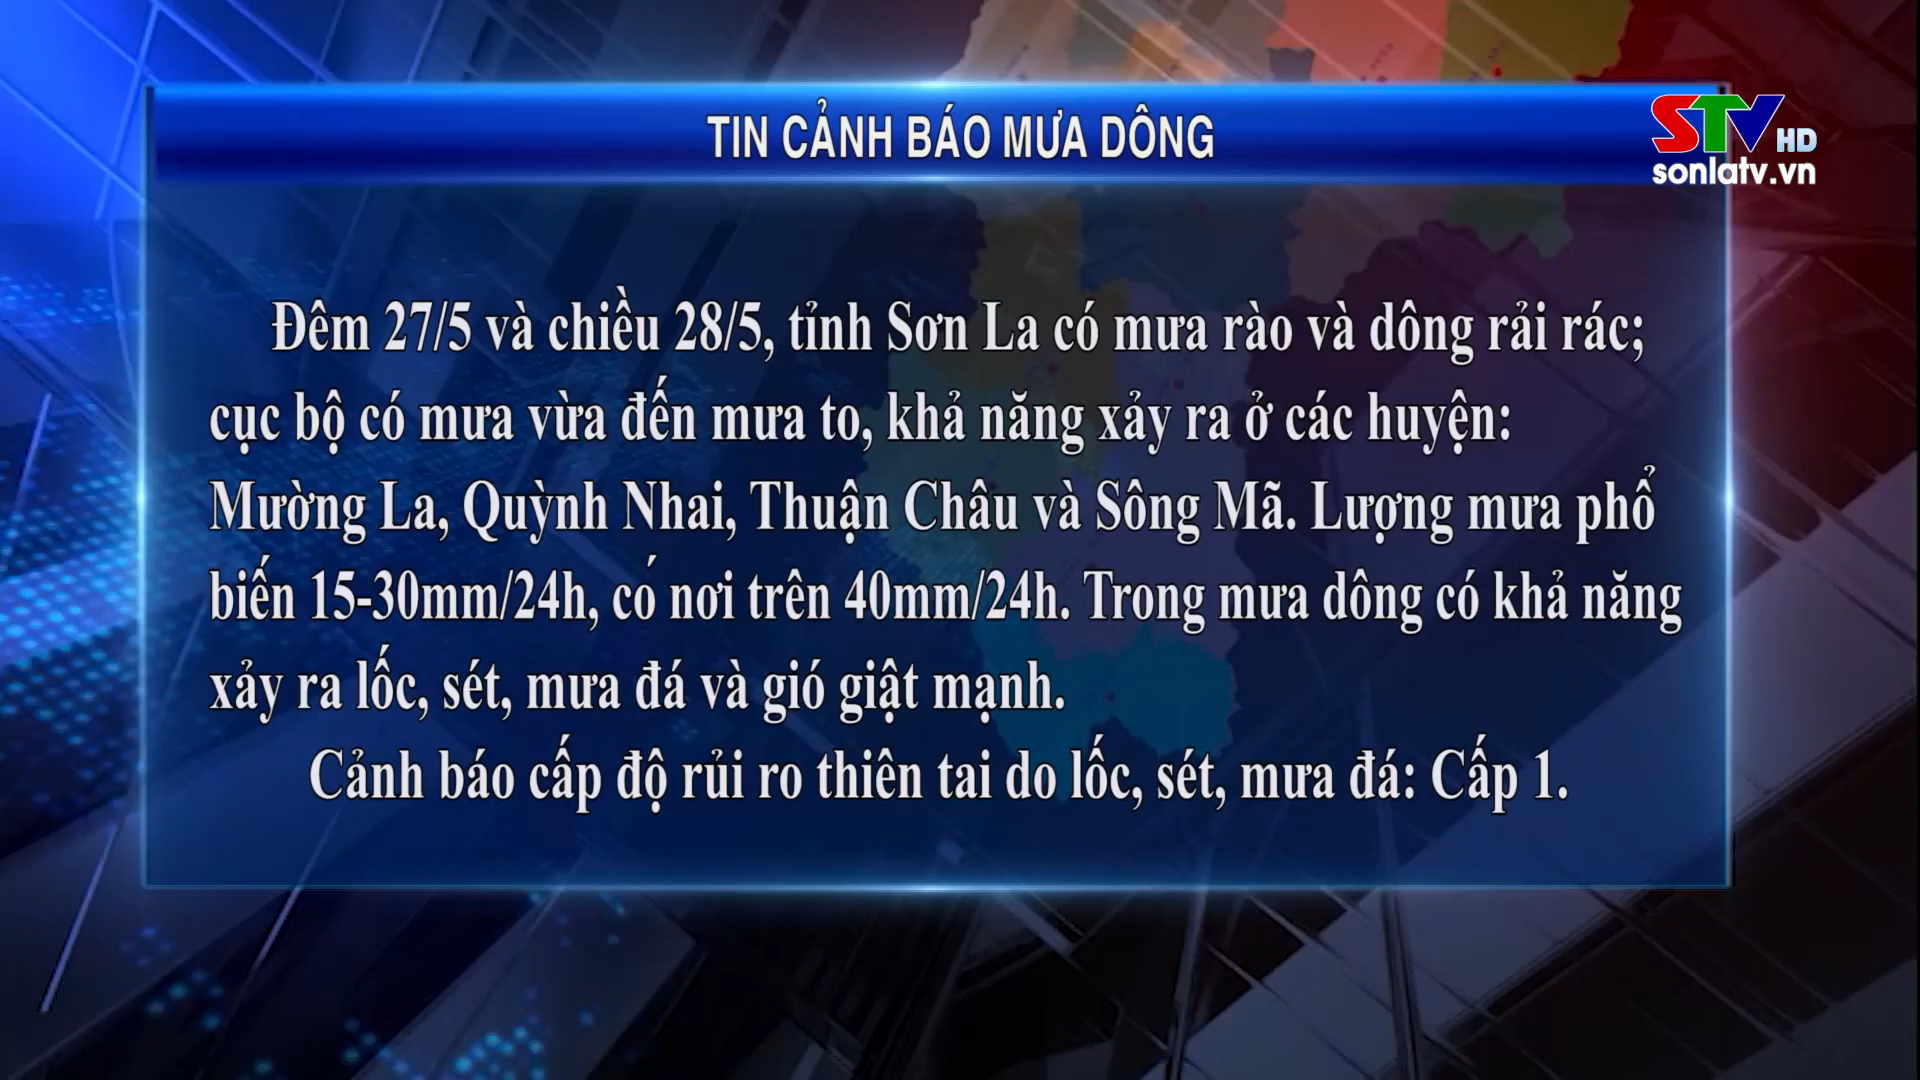 TIN CẢNH BÁO MƯA DÔNG
STV HD
sonlatv.vn
Đêm 27/5 và chiều 28/5, tỉnh Sơn La có mưa rào và dông rải rác;
cục bộ có mưa vừa đến mưa to, khả năng xảy ra ở các huyện:
Mường La, Quỳnh Nhai, Thuận Châu và Sông Mã. Lượng mưa phổ
biến 15-30mm/24h, có nơi trên 40mm/24h. Trong mưa dông có khả năng
xảy ra lốc, sét, mưa đá và gió giật mạnh.
Cảnh báo cấp độ rủi ro thiên tai do lốc, sét, mưa đá: Cấp 1.